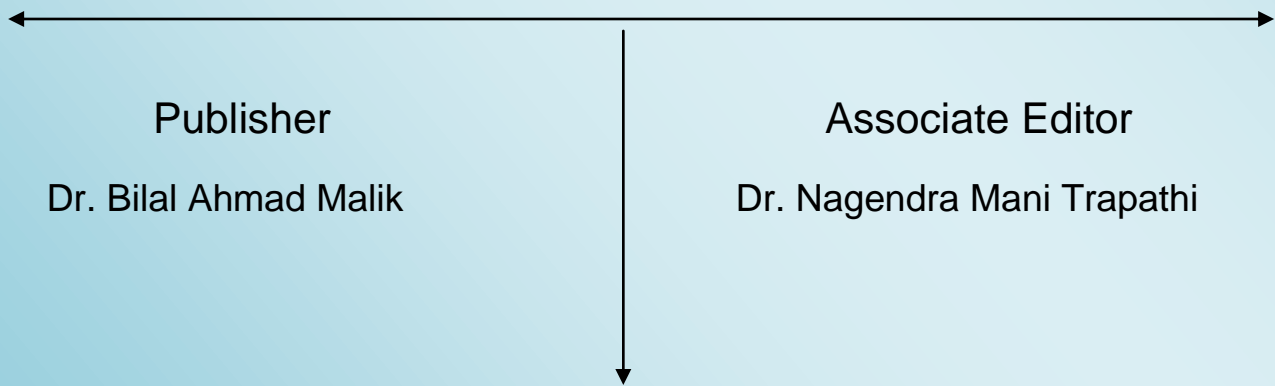 Publisher
Dr. Bilal Ahmad Malik
Associate Editor
Dr. Nagendra Mani Trapathi